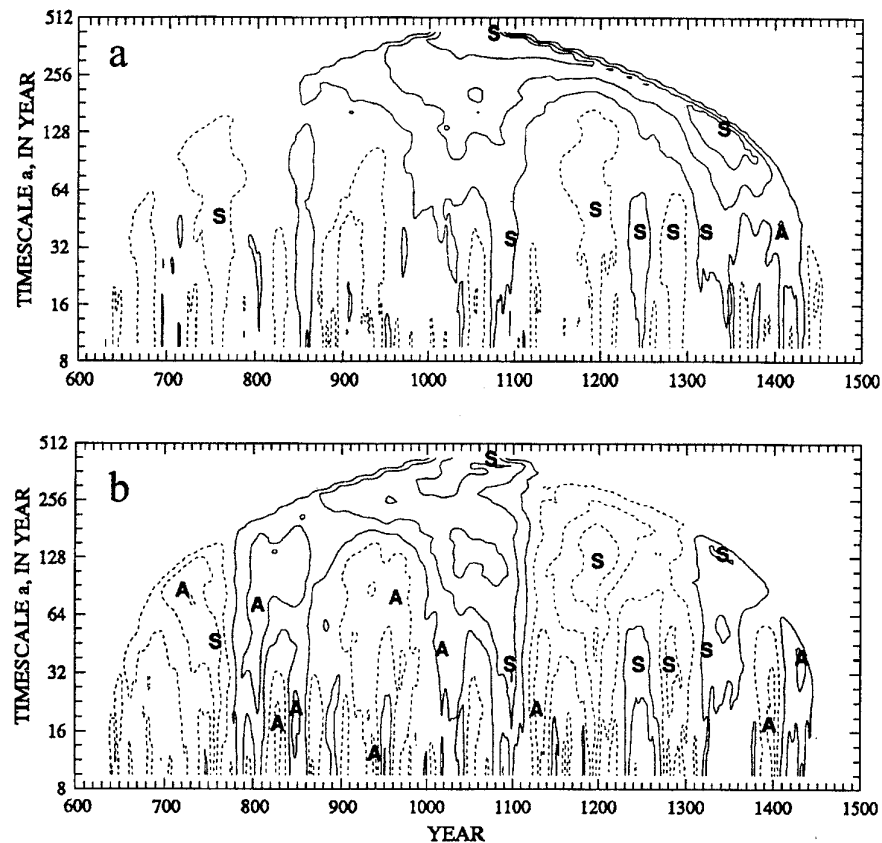 a
TIMESCALE a, IN YEAR
512
256
128
64
32
16
8
S
S
S
S
S
S
S
S
A
600 700 800 900 1000 1100 1200 1300 1400 1500
b
TIMESCALE a, IN YEAR
512
256
128
64
32
16
8
S
S
S
A
A
A
S
A
S
S
S
S
A
A
A
A
A
A
600 700 800 900 1000 1100 1200 1300 1400 1500
YEAR